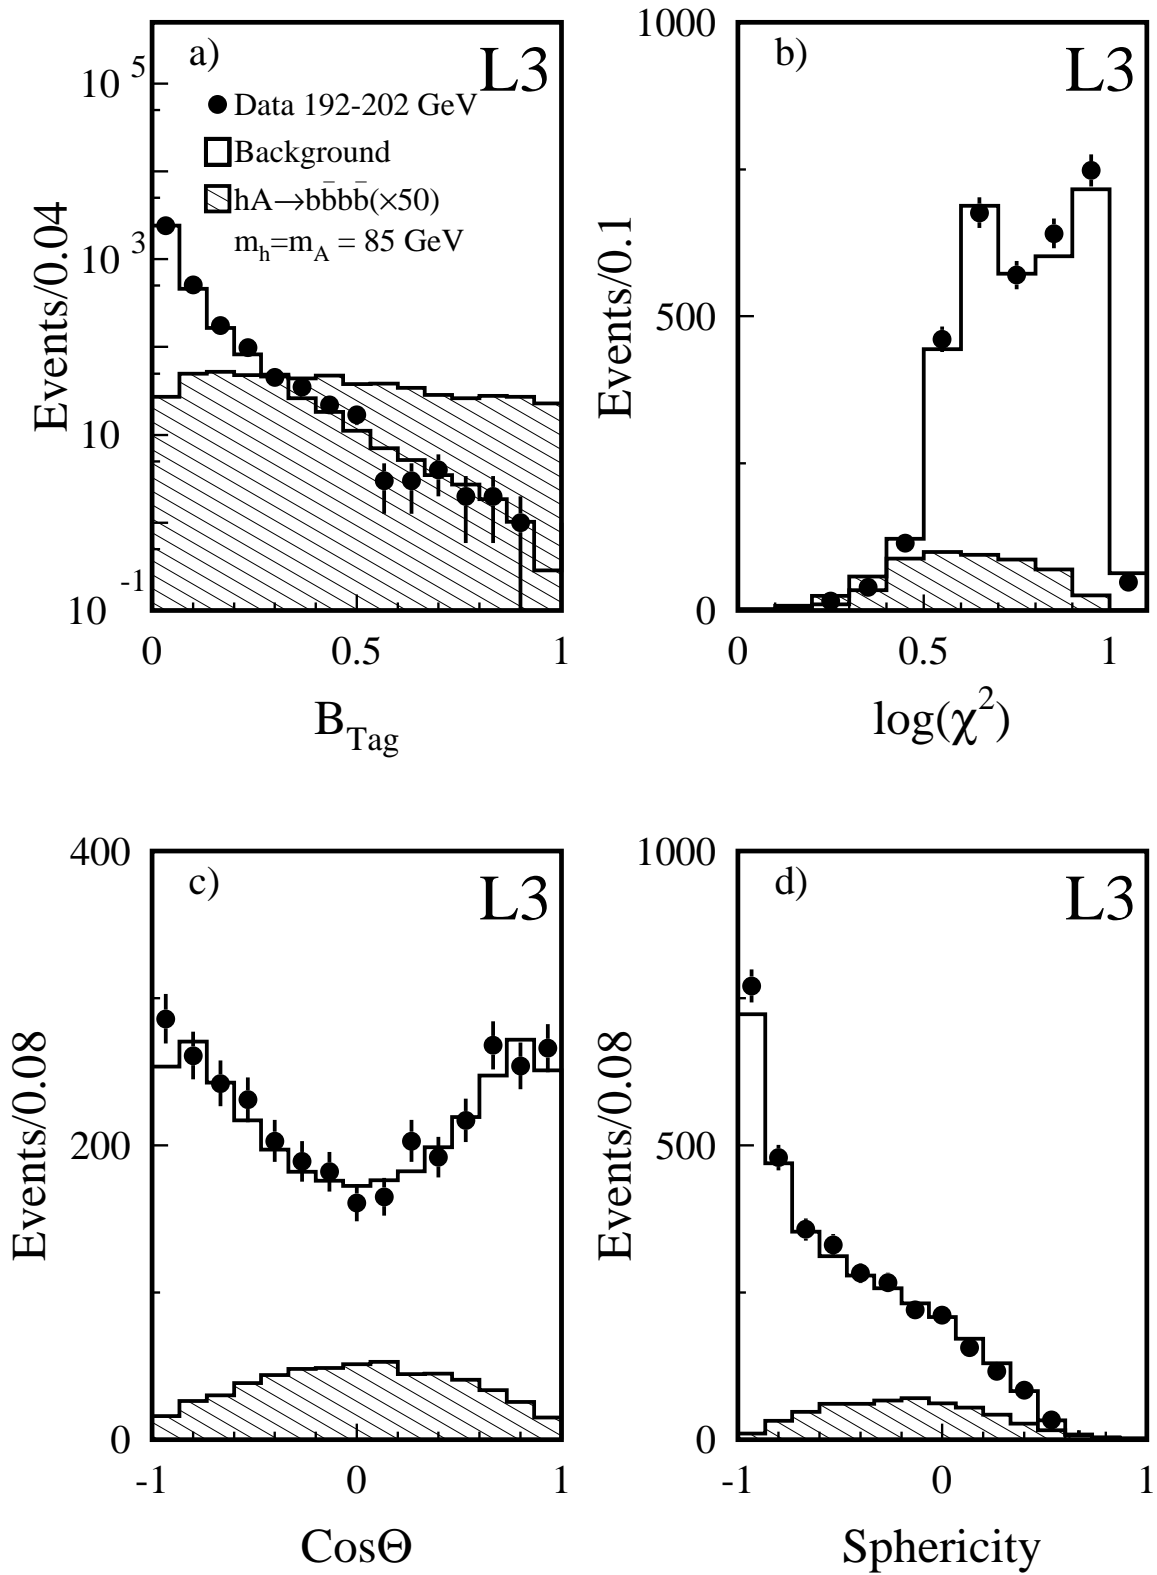 a)
L3
Data 192-202 GeV
Background
hA→bb̄bb̄(×50)
m_h=m_A = 85 GeV
Events/0.04
10^5
10^3
10
10^-1
0 0.5 1
B_Tag
b)
L3
Events/0.1
1000
500
0
0 0.5 1
log(χ^2)
c)
L3
Events/0.08
400
200
0
-1 0 1
CosΘ
d)
L3
Events/0.08
1000
500
0
-1 0 1
Sphericity